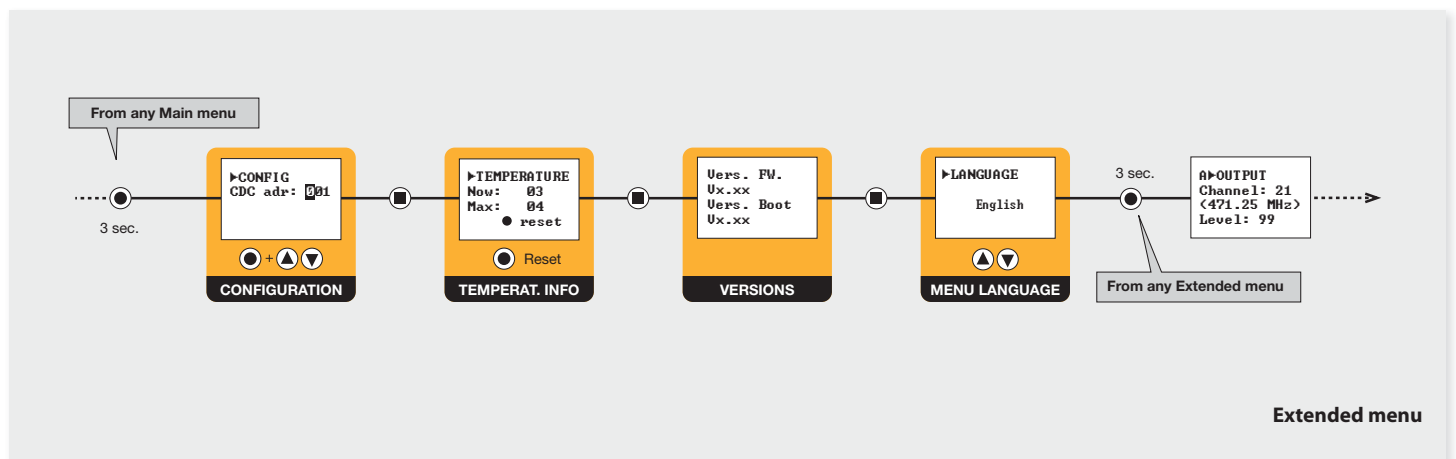 From any Main menu
3 sec.
►CONFIG
CDC adr: 001
+
CONFIGURATION
►TEMPERATURE
Now: 03
Max: 04
● reset
Reset
TEMPERAT. INFO
Vers. FW.
Vx.xx
Vers. Boot
Vx.xx
VERSIONS
►LANGUAGE
English
MENU LANGUAGE
3 sec.
From any Extended menu
A►OUTPUT
Channel: 21
(471.25 MHz)
Level: 99
Extended menu